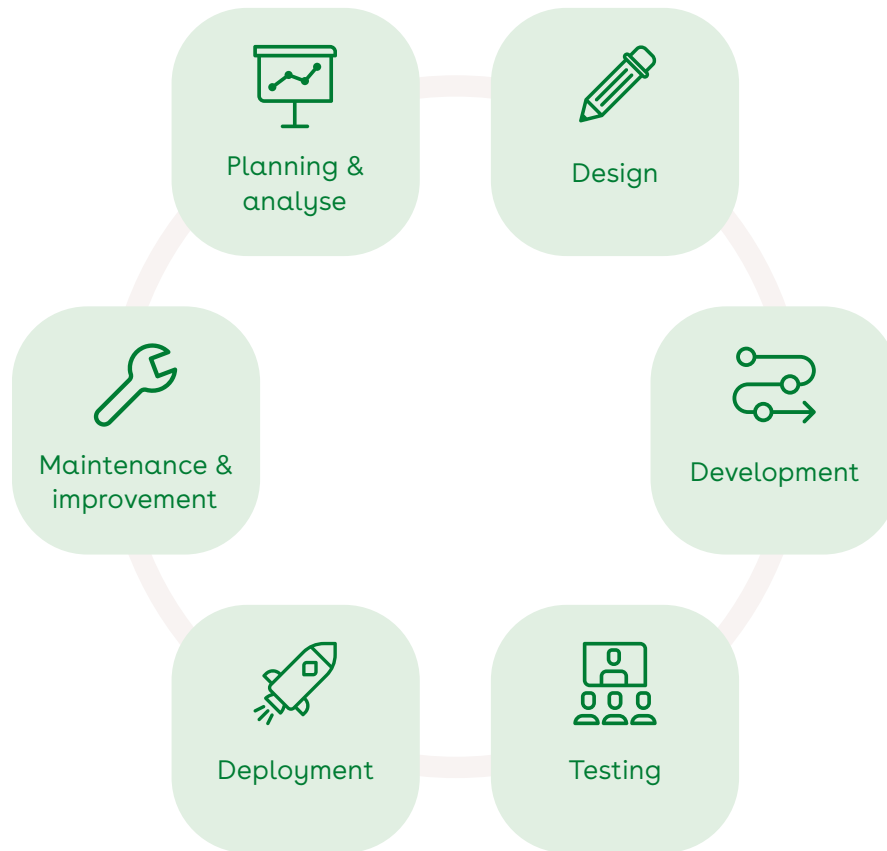 Planning &
analyse
Design
Development
Testing
Deployment
Maintenance &
improvement